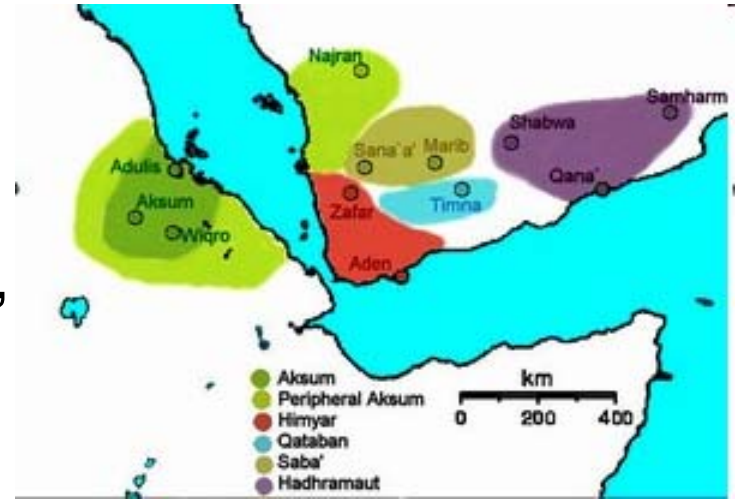 Najran
Samharm
Shabwa
Sana'a' Marib
Adulis
Qana'
Aksum
Zafar
Timna
Wiqro
Aden
,
Aksum
Peripheral Aksum
Himyar
Qataban
Saba'
Hadhramaut
km
0 200 400